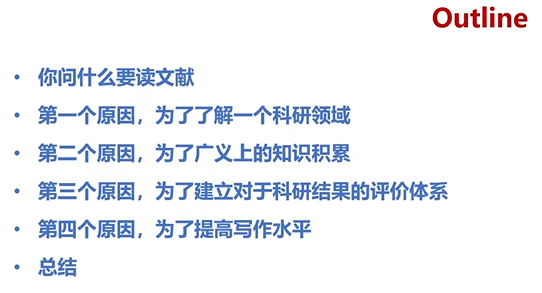 Outline
• 你问什么要读文献
• 第一个原因，为了了解一个科研领域
• 第二个原因，为了广义上的知识积累
• 第三个原因，为了建立对于科研结果的评价体系
• 第四个原因，为了提高写作水平
• 总结